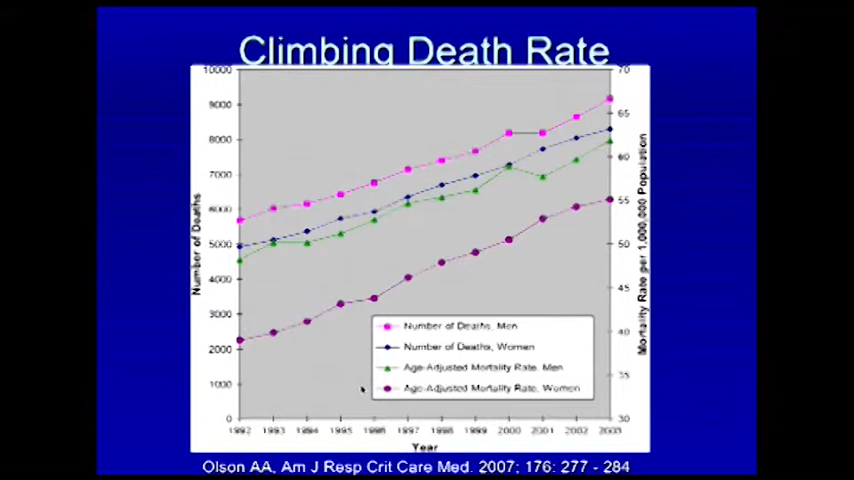 Climbing Death Rate
10000
9000
8000
7000
6000
5000
4000
3000
2000
1000
0
Number of Deaths
70
65
60
55
50
45
40
35
30
Mortality Rate per 1,000,000 Population
Number of Deaths, Men
Number of Deaths, Women
Age-Adjusted Mortality Rate, Men
Age-Adjusted Mortality Rate, Women
1992 1993 1994 1995 1996 1997 1998 1999 2000 2001 2002 2003
Year
Olson AA, Am J Resp Crit Care Med. 2007; 176: 277 - 284